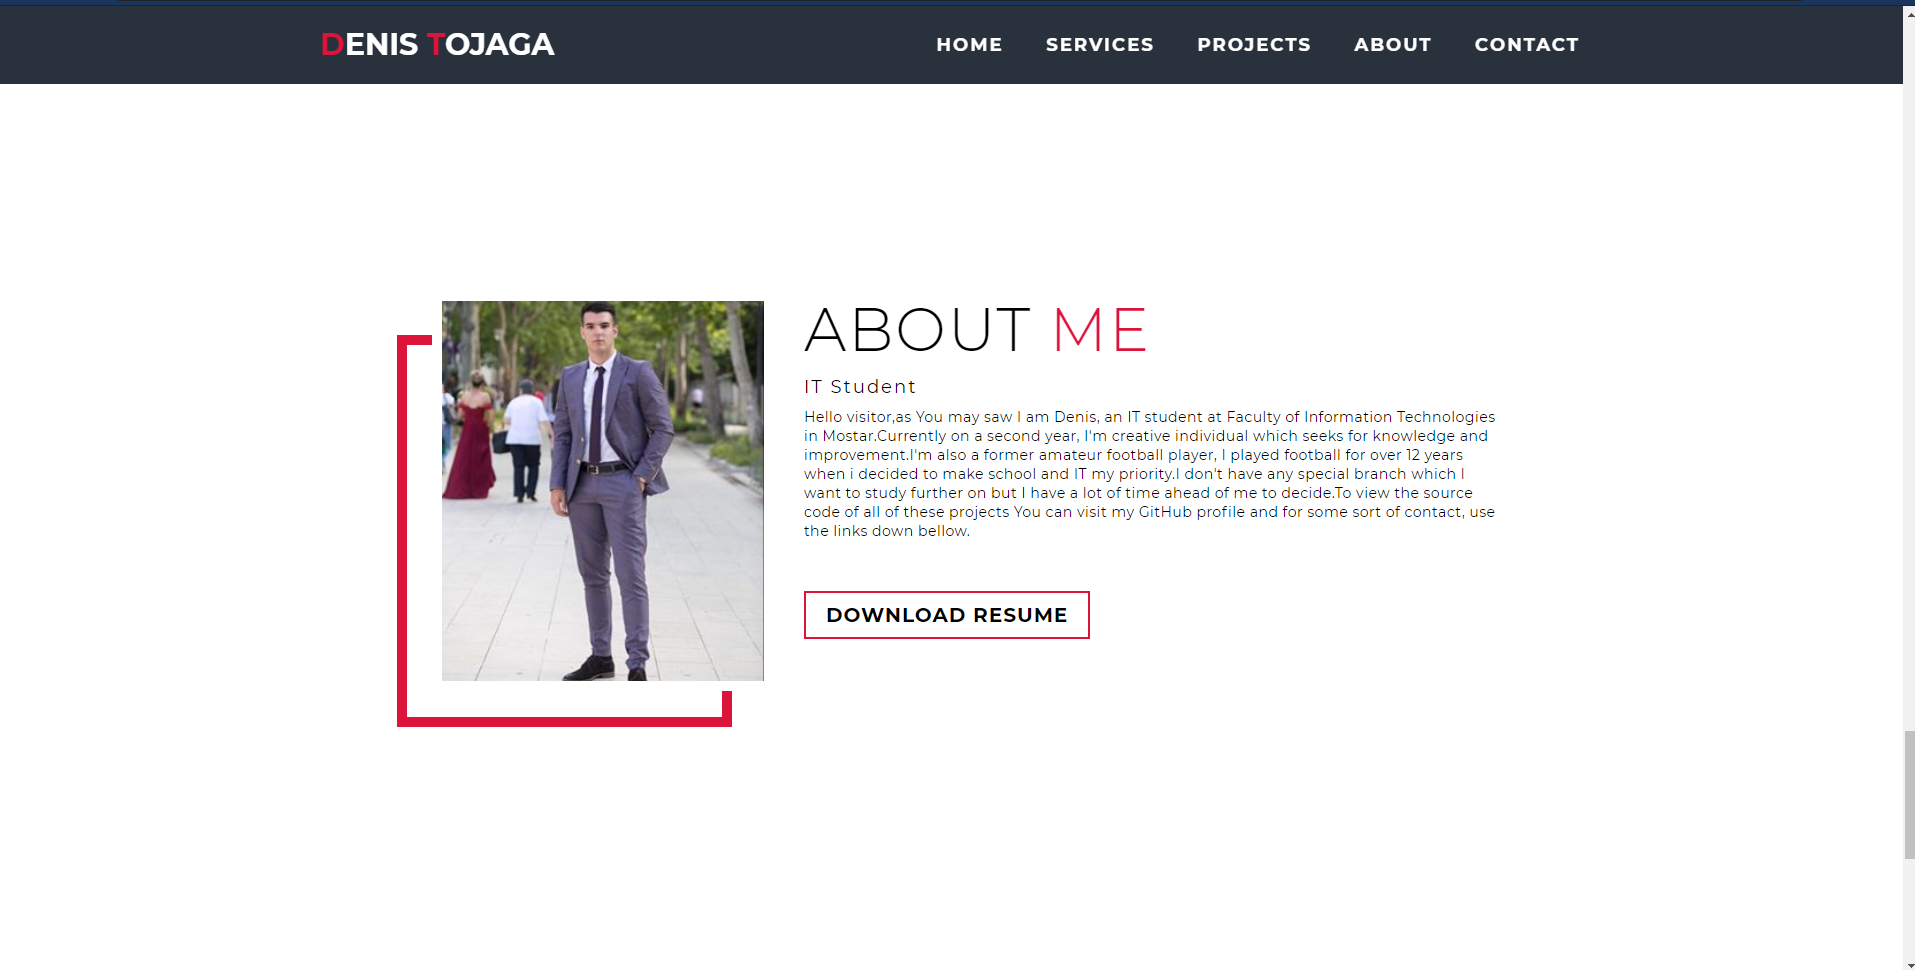 DENIS TOJAGA
HOME SERVICES PROJECTS ABOUT CONTACT
ABOUT ME
IT Student
Hello visitor,as You may saw I am Denis, an IT student at Faculty of Information Technologies
in Mostar.Currently on a second year, I'm creative individual which seeks for knowledge and
improvement.I'm also a former amateur football player, I played football for over 12 years
when i decided to make school and IT my priority.I don't have any special branch which I
want to study further on but I have a lot of time ahead of me to decide.To view the source
code of all of these projects You can visit my GitHub profile and for some sort of contact, use
the links down bellow.
DOWNLOAD RESUME